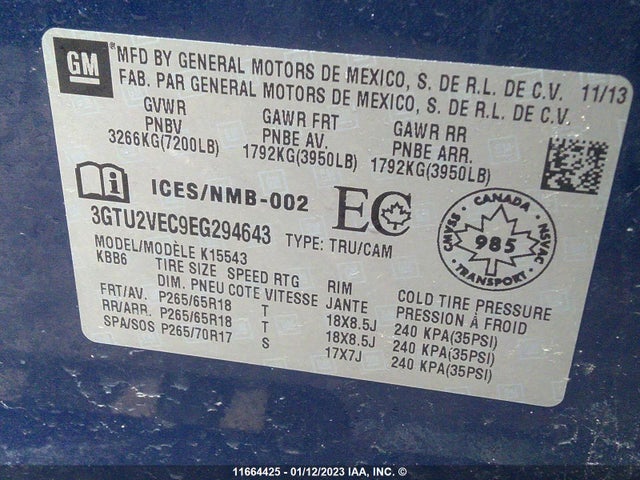 GM
MFD BY GENERAL MOTORS DE MEXICO, S. DE R.L. DE C.V. 11/13
FAB. PAR GENERAL MOTORS DE MEXICO, S. DE R.L. DE C.V.
GVWR GAWR FRT GAWR RR
PNBV PNBE AV. PNBE ARR.
3266KG(7200LB) 1792KG(3950LB) 1792KG(3950LB)
ICES/NMB-002 EC
3GTU2VEC9EG294643 TYPE: TRU/CAM
CANADA
CMVSS 985 NSVAC
TRANSPORT
MODEL/MODÈLE K15543
KBB6 TIRE SIZE SPEED RTG RIM COLD TIRE PRESSURE
DIM. PNEU COTE VITESSE JANTE PRESSION À FROID
FRT/AV. P265/65R18 T 18X8.5J 240 KPA(35PSI)
RR/ARR. P265/65R18 T 18X8.5J 240 KPA(35PSI)
SPA/SOS P265/70R17 S 17X7J 240 KPA(35PSI)
11664425 - 01/12/2023 IAA, INC. ©